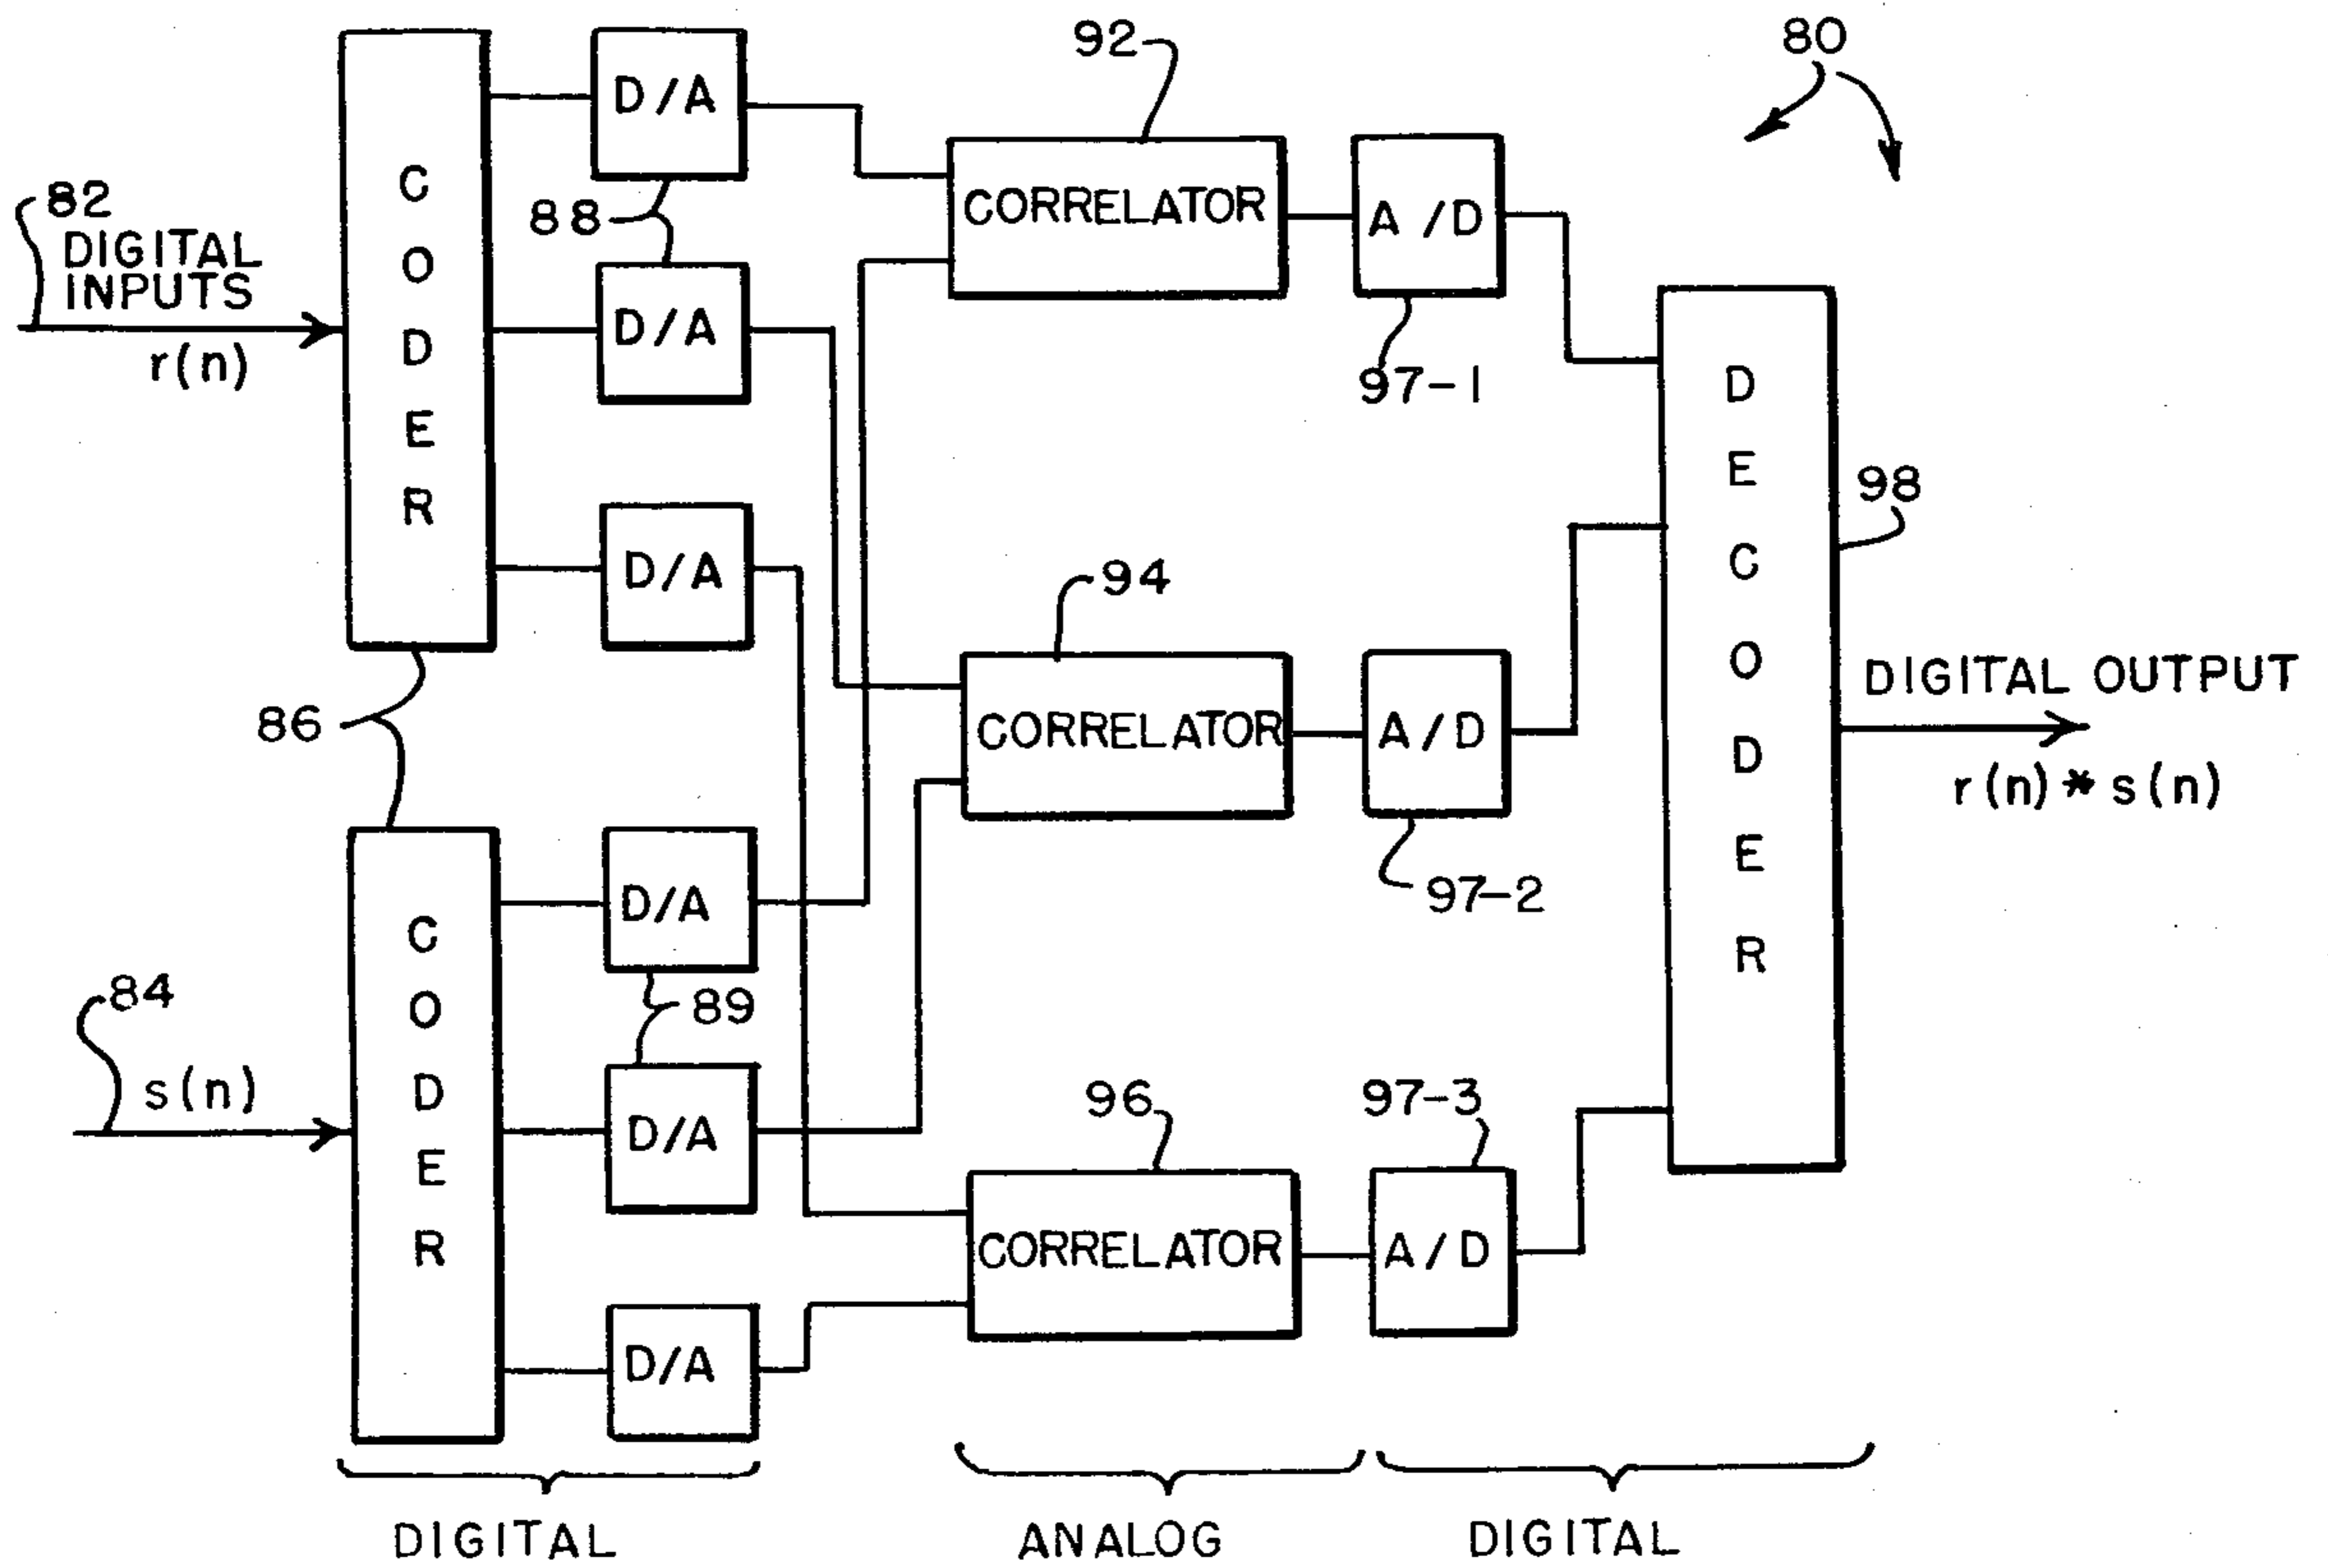 80
82
DIGITAL
INPUTS
r(n)
C
O
D
E
R
D/A
88
D/A
D/A
86
84
s(n)
C
O
D
E
R
D/A
89
D/A
D/A
92
CORRELATOR
A/D
97-1
94
CORRELATOR
A/D
97-2
96
CORRELATOR
97-3
A/D
D
E
C
O
D
E
R
98
DIGITAL OUTPUT
r(n) * s(n)
DIGITAL
ANALOG
DIGITAL